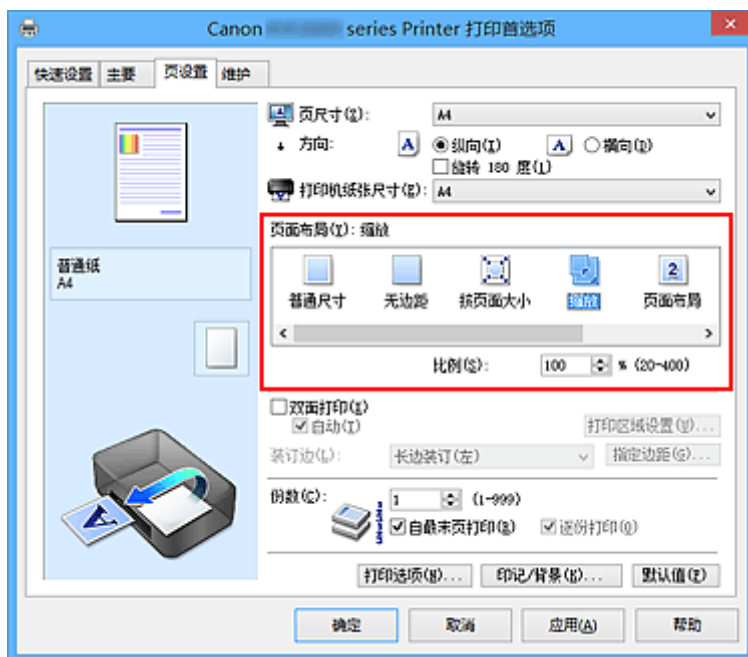 Canon series Printer 打印首选项
快速设置 主要 页设置 维护
页尺寸(Z): A4
方向: A 纵向(I) A 横向(D)
旋转 180 度(L)
打印机纸张尺寸(E): A4
页面布局(Y): 缩放
普通尺寸 无边距 按页面大小 缩放 页面布局
比例(S): 100 % (20-400)
普通纸
A4
双面打印(X)
自动(T) 打印区域设置(U)...
装订边(L): 长边装订(左) 指定边距(G)...
份数(C): 1 (1-999)
自最末页打印(R) 逐份打印(O)
打印选项(N)... 印记/背景(K)... 默认值(F)
确定 取消 应用(A) 帮助